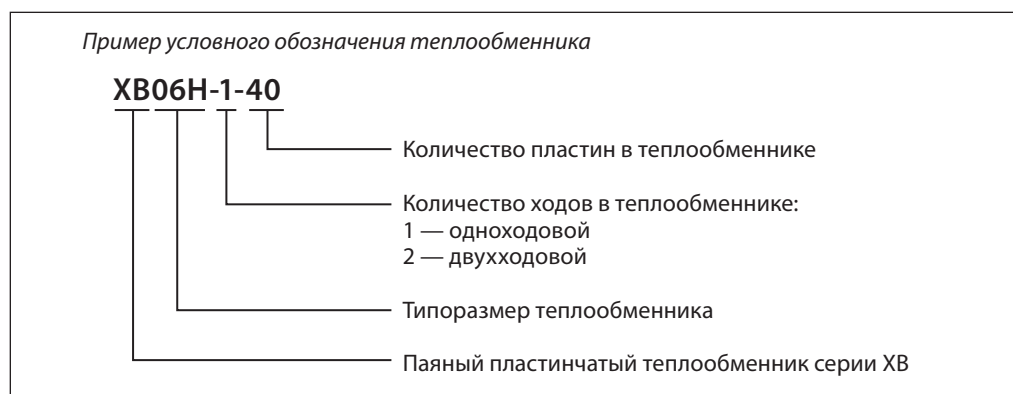 Пример условного обозначения теплообменника
XB06H-1-40
Количество пластин в теплообменнике
Количество ходов в теплообменнике:
1 — одноходовой
2 — двухходовой
Типоразмер теплообменника
Паяный пластинчатый теплообменник серии XB